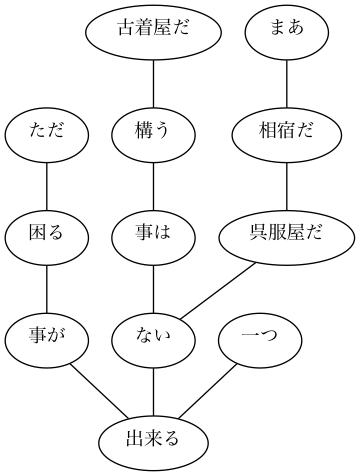 古着屋だ まあ
ただ 構う 相宿だ
困る 事は 呉服屋だ
事が ない 一つ
出来る